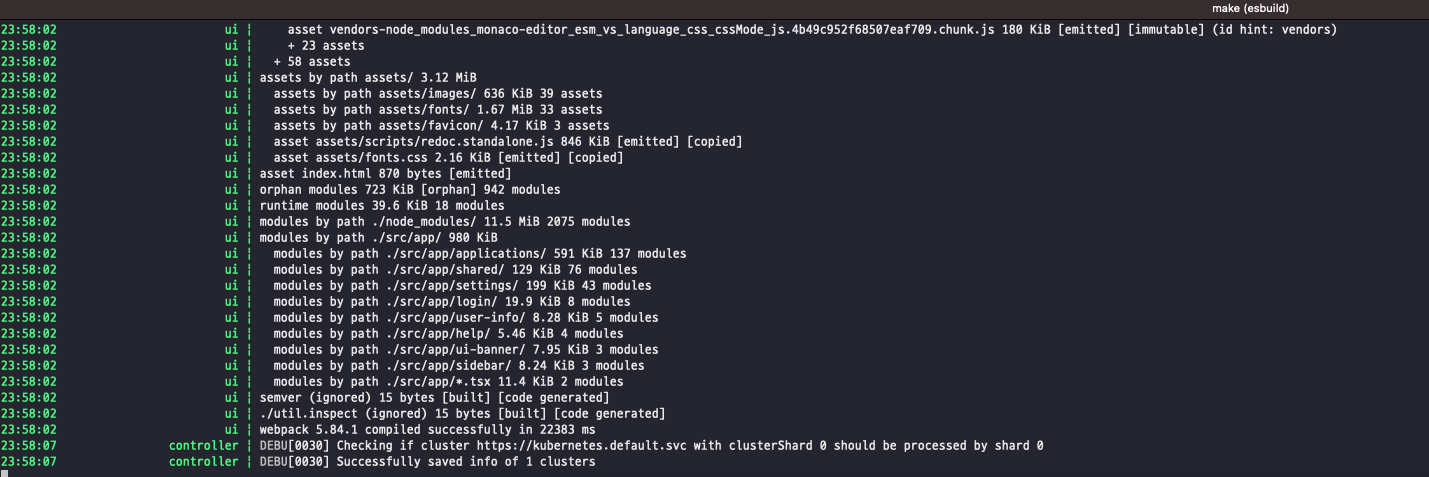 make (esbuild)
23:58:02 ui ¦ asset vendors-node_modules_monaco-editor_esm_vs_language_css_cssMode_js.4b49c952f68507eaf709.chunk.js 180 KiB [emitted] [immutable] (id hint: vendors)
23:58:02 ui ¦ + 23 assets
23:58:02 ui ¦ + 58 assets
23:58:02 ui ¦ assets by path assets/ 3.12 MiB
23:58:02 ui ¦ assets by path assets/images/ 636 KiB 39 assets
23:58:02 ui ¦ assets by path assets/fonts/ 1.67 MiB 33 assets
23:58:02 ui ¦ assets by path assets/favicon/ 4.17 KiB 3 assets
23:58:02 ui ¦ asset assets/scripts/redoc.standalone.js 846 KiB [emitted] [copied]
23:58:02 ui ¦ asset assets/fonts.css 2.16 KiB [emitted] [copied]
23:58:02 ui ¦ asset index.html 870 bytes [emitted]
23:58:02 ui ¦ orphan modules 723 KiB [orphan] 942 modules
23:58:02 ui ¦ runtime modules 39.6 KiB 18 modules
23:58:02 ui ¦ modules by path ./node_modules/ 11.5 MiB 2075 modules
23:58:02 ui ¦ modules by path ./src/app/ 980 KiB
23:58:02 ui ¦ modules by path ./src/app/applications/ 591 KiB 137 modules
23:58:02 ui ¦ modules by path ./src/app/shared/ 129 KiB 76 modules
23:58:02 ui ¦ modules by path ./src/app/settings/ 199 KiB 43 modules
23:58:02 ui ¦ modules by path ./src/app/login/ 19.9 KiB 8 modules
23:58:02 ui ¦ modules by path ./src/app/user-info/ 8.28 KiB 5 modules
23:58:02 ui ¦ modules by path ./src/app/help/ 5.46 KiB 4 modules
23:58:02 ui ¦ modules by path ./src/app/ui-banner/ 7.95 KiB 3 modules
23:58:02 ui ¦ modules by path ./src/app/sidebar/ 8.24 KiB 3 modules
23:58:02 ui ¦ modules by path ./src/app/*.tsx 11.4 KiB 2 modules
23:58:02 ui ¦ semver (ignored) 15 bytes [built] [code generated]
23:58:02 ui ¦ ./util.inspect (ignored) 15 bytes [built] [code generated]
23:58:02 ui ¦ webpack 5.84.1 compiled successfully in 22383 ms
23:58:07 controller ¦ DEBU[0030] Checking if cluster https://kubernetes.default.svc with clusterShard 0 should be processed by shard 0
23:58:07 controller ¦ DEBU[0030] Successfully saved info of 1 clusters